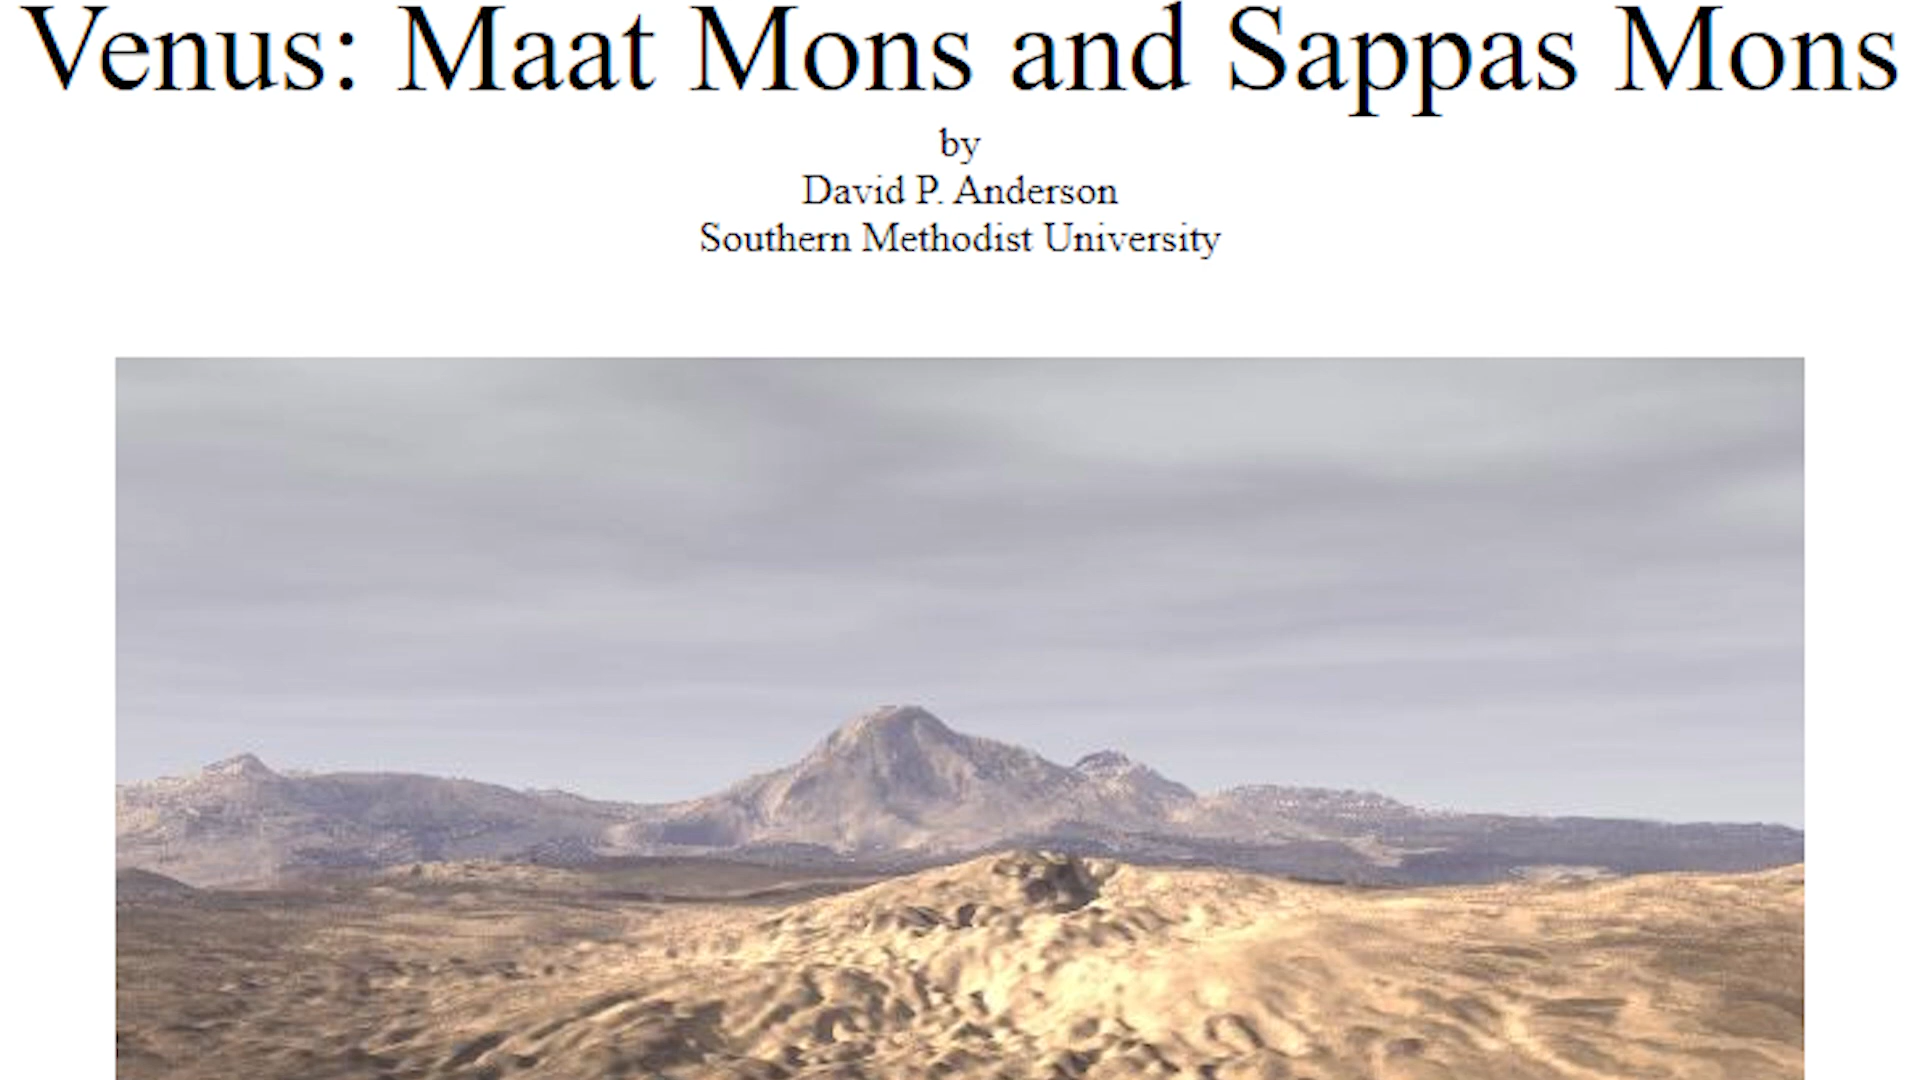 Venus: Maat Mons and Sappas Mons
by
David P. Anderson
Southern Methodist University